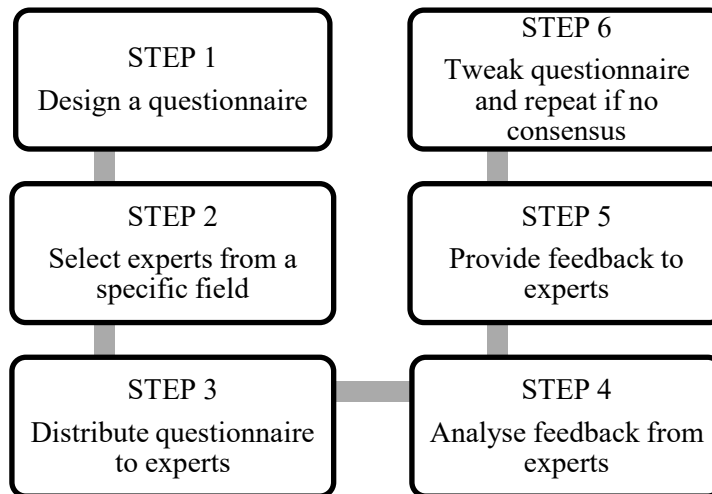 STEP 1
Design a questionnaire
STEP 2
Select experts from a
specific field
STEP 3
Distribute questionnaire
to experts
STEP 4
Analyse feedback from
experts
STEP 5
Provide feedback to
experts
STEP 6
Tweak questionnaire
and repeat if no
consensus